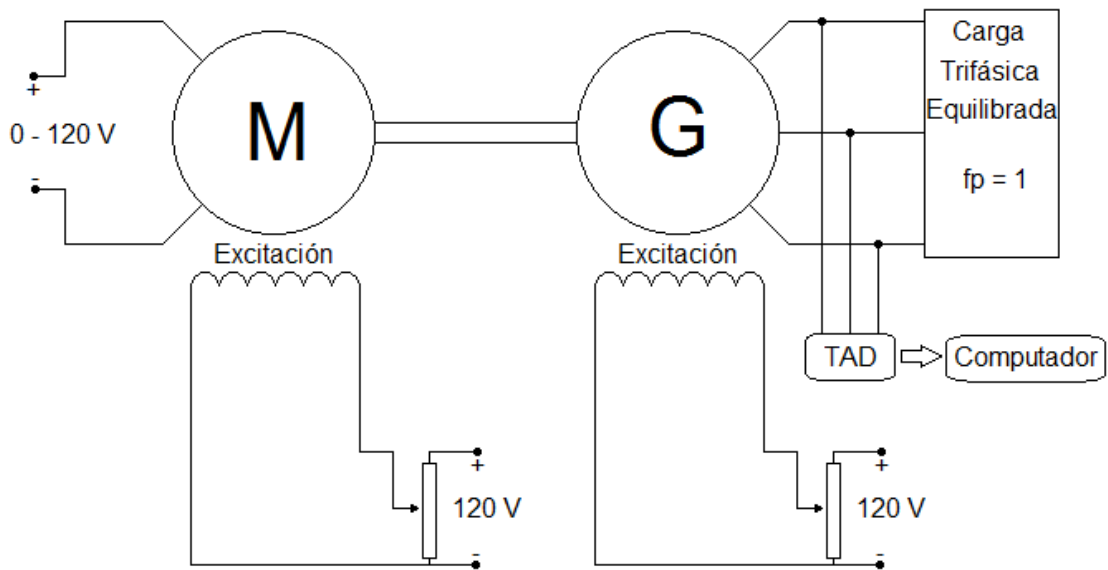 +
0 - 120 V
-
M
G
Carga
Trifásica
Equilibrada
fp = 1
Excitación
Excitación
TAD
Computador
+
120 V
-
+
120 V
-